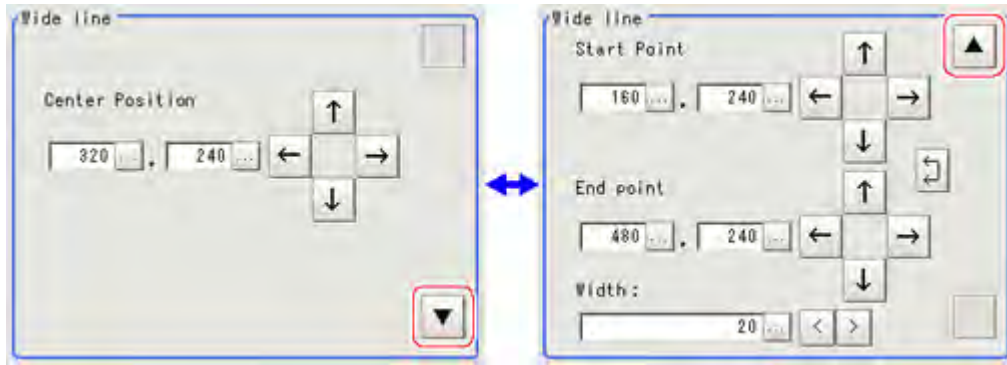 Wide line
Center Position
320 ... , 240 ... ← ↑ → ↓
▼
Wide line
Start Point
▲
160 ... , 240 ... ← ↑ → ↓
End point
480 ... , 240 ... ← ↑ → ↓
Width:
20 ... < >